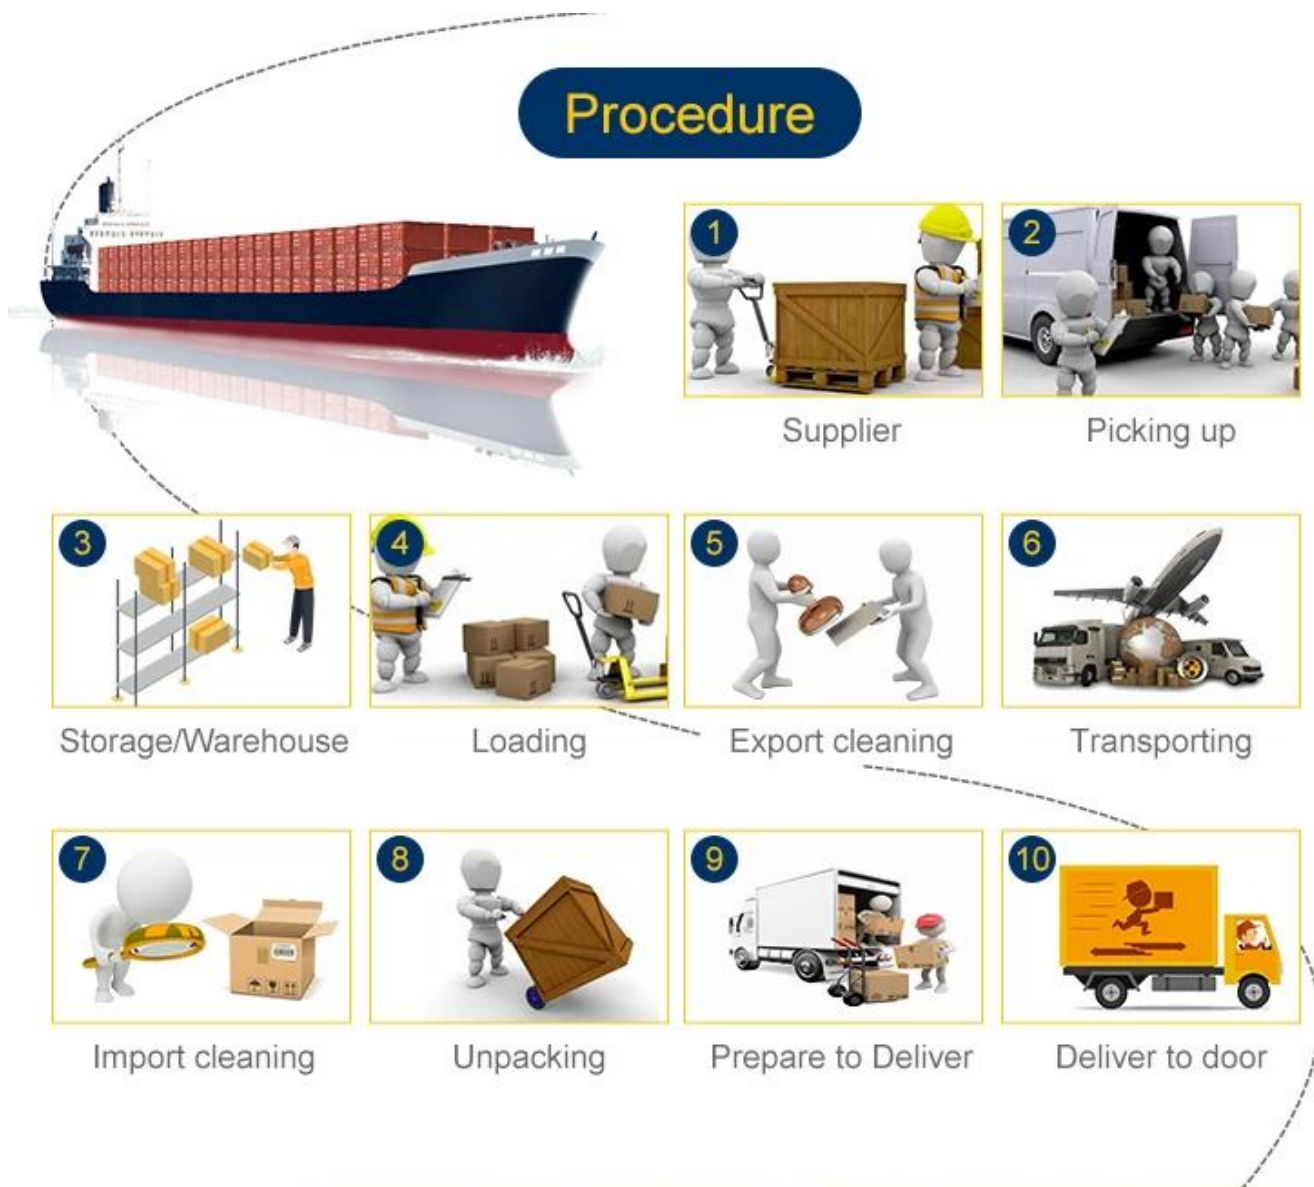 Procedure
1
2
Supplier
Picking up
3
4
5
6
Storage/Warehouse
Loading
Export cleaning
Transporting
7
8
9
10
Import cleaning
Unpacking
Prepare to Deliver
Deliver to door